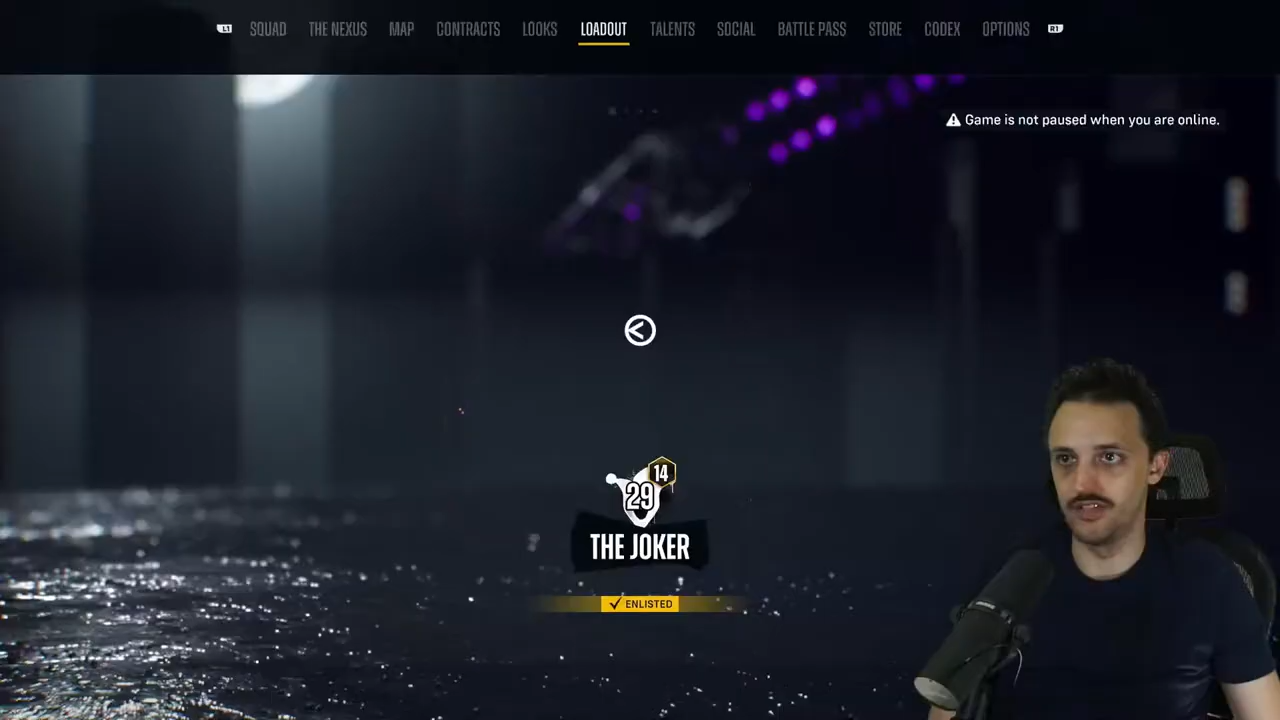 L1 SQUAD THE NEXUS MAP CONTRACTS LOOKS LOADOUT TALENTS SOCIAL BATTLE PASS STORE CODEX OPTIONS R1
Game is not paused when you are online.
14
29
THE JOKER
ENLISTED